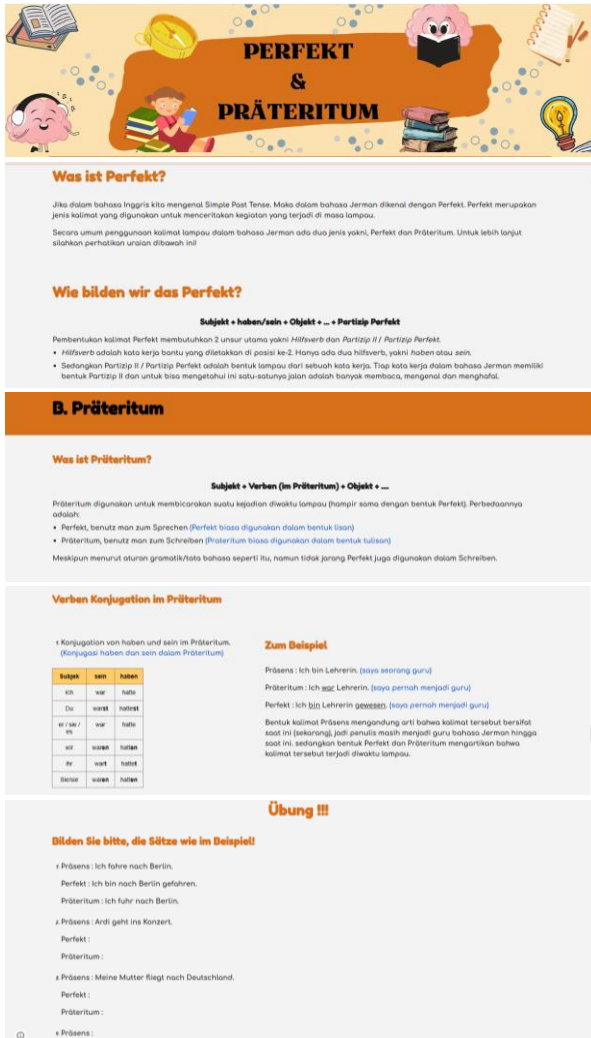 PERFEKT
&
PRÄTERITUM
Was ist Perfekt?
Jika dalam bahasa Inggris kita mengenal Simple Past Tense. Maka dalam bahasa Jerman dikenal dengan Perfekt. Perfekt merupakan
jenis kalimat yang digunakan untuk menceritakan kegiatan yang terjadi di masa lampau.
Secara umum penggunaan kalimat lampau dalam bahasa Jerman ada dua jenis yakni, Perfekt dan Präteritum. Untuk lebih lanjut
silahkan perhatikan uraian dibawah ini!
Wie bilden wir das Perfekt?
Subjekt + haben/sein + Objekt + ... + Partizip Perfekt
Pembentukan kalimat Perfekt membutuhkan 2 unsur utama yakni Hilfsverb dan Partizip II / Partizip Perfekt.
• Hilfsverb adalah kata kerja bantu yang diletakkan di posisi ke-2. Hanya ada dua hilfsverb, yakni haben atau sein.
• Sedangkan Partizip II / Partizip Perfekt adalah bentuk lampau dari sebuah kata kerja. Tiap kata kerja dalam bahasa Jerman memiliki
bentuk Partizip II dan untuk bisa mengetahui ini satu-satunya jalan adalah banyak membaca, mengenal dan menghafal.
B. Präteritum
Was ist Präteritum?
Subjekt + Verben (im Präteritum) + Objekt + ....
Präteritum digunakan untuk membicarakan suatu kejadian diwaktu lampau (hampir sama dengan bentuk Perfekt). Perbedaannya
adalah:
• Perfekt, benutz man zum Sprechen (Perfekt biasa digunakan dalam bentuk lisan)
• Präteritum, benutz man zum Schreiben (Prateritum biasa digunakan dalam bentuk tulisan)
Meskipun menurut aturan gramatik/tata bahasa seperti itu, namun tidak jarang Perfekt juga digunakan dalam Schreiben.
Verben Konjugation im Präteritum
Konjugation von haben und sein im Präteritum.
(Konjugasi haben dan sein dalam Präteritum)
Subjek sein haben
Ich war hatte
Du warst hattest
er / sie / es war hatte
wir waren hatten
ihr wart hattet
Sie/sie waren hatten
Zum Beispiel
Präsens : Ich bin Lehrerin. (saya seorang guru)
Präteritum : Ich war Lehrerin. (saya pernah menjadi guru)
Perfekt : Ich bin Lehrerin gewesen. (saya pernah menjadi guru)
Bentuk kalimat Präsens mengandung arti bahwa kalimat tersebut bersifat
saat ini (sekarang), jadi penulis masih menjadi guru bahasa Jerman hingga
saat ini. sedangkan bentuk Perfekt dan Präteritum mengartikan bahwa
kalimat tersebut terjadi diwaktu lampau.
Übung !!!
Bilden Sie bitte, die Sätze wie im Beispiel!
1. Präsens : Ich fahre nach Berlin.
Perfekt : Ich bin nach Berlin gefahren.
Präteritum : Ich fuhr nach Berlin.
2. Präsens : Ardi geht ins Konzert.
Perfekt :
Präteritum :
3. Präsens : Meine Mutter fliegt nach Deutschland.
Perfekt :
Präteritum :
4. Präsens :